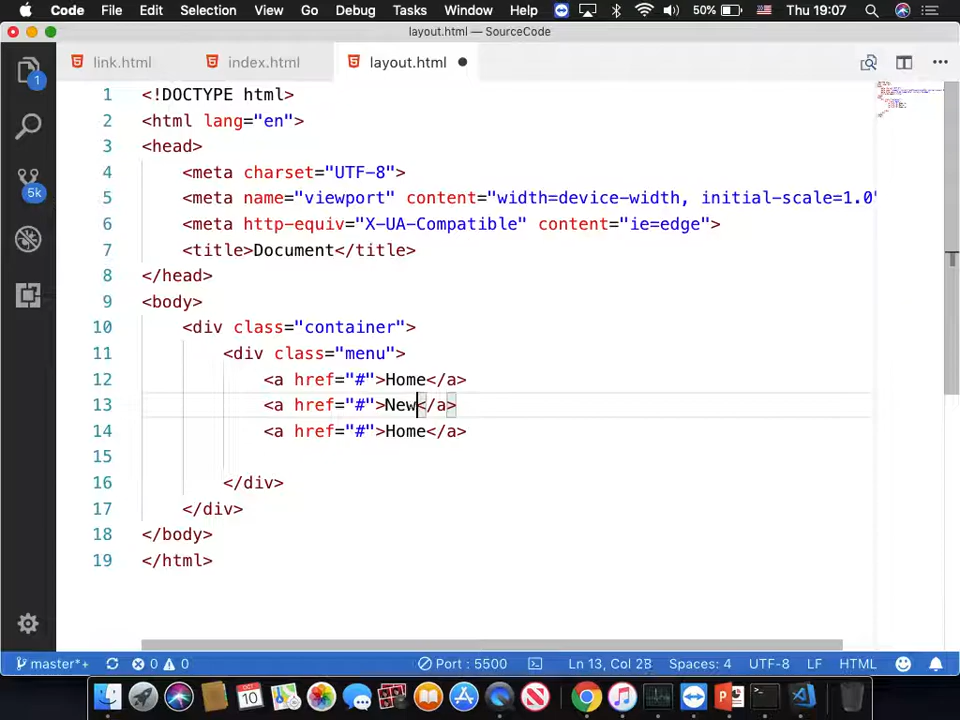 Code File Edit Selection View Go Debug Tasks Window Help 50% Thu 19:07
layout.html — SourceCode
link.html index.html layout.html
1 <!DOCTYPE html>
2 <html lang="en">
3 <head>
4 <meta charset="UTF-8">
5 <meta name="viewport" content="width=device-width, initial-scale=1.0"
6 <meta http-equiv="X-UA-Compatible" content="ie=edge">
7 <title>Document</title>
8 </head>
9 <body>
10 <div class="container">
11 <div class="menu">
12 <a href="#">Home</a>
13 <a href="#">New</a>
14 <a href="#">Home</a>
15
16 </div>
17 </div>
18 </body>
19 </html>
1
5k
master*+ 0 0 Port : 5500 Ln 13, Col 28 Spaces: 4 UTF-8 LF HTML
OCT
10